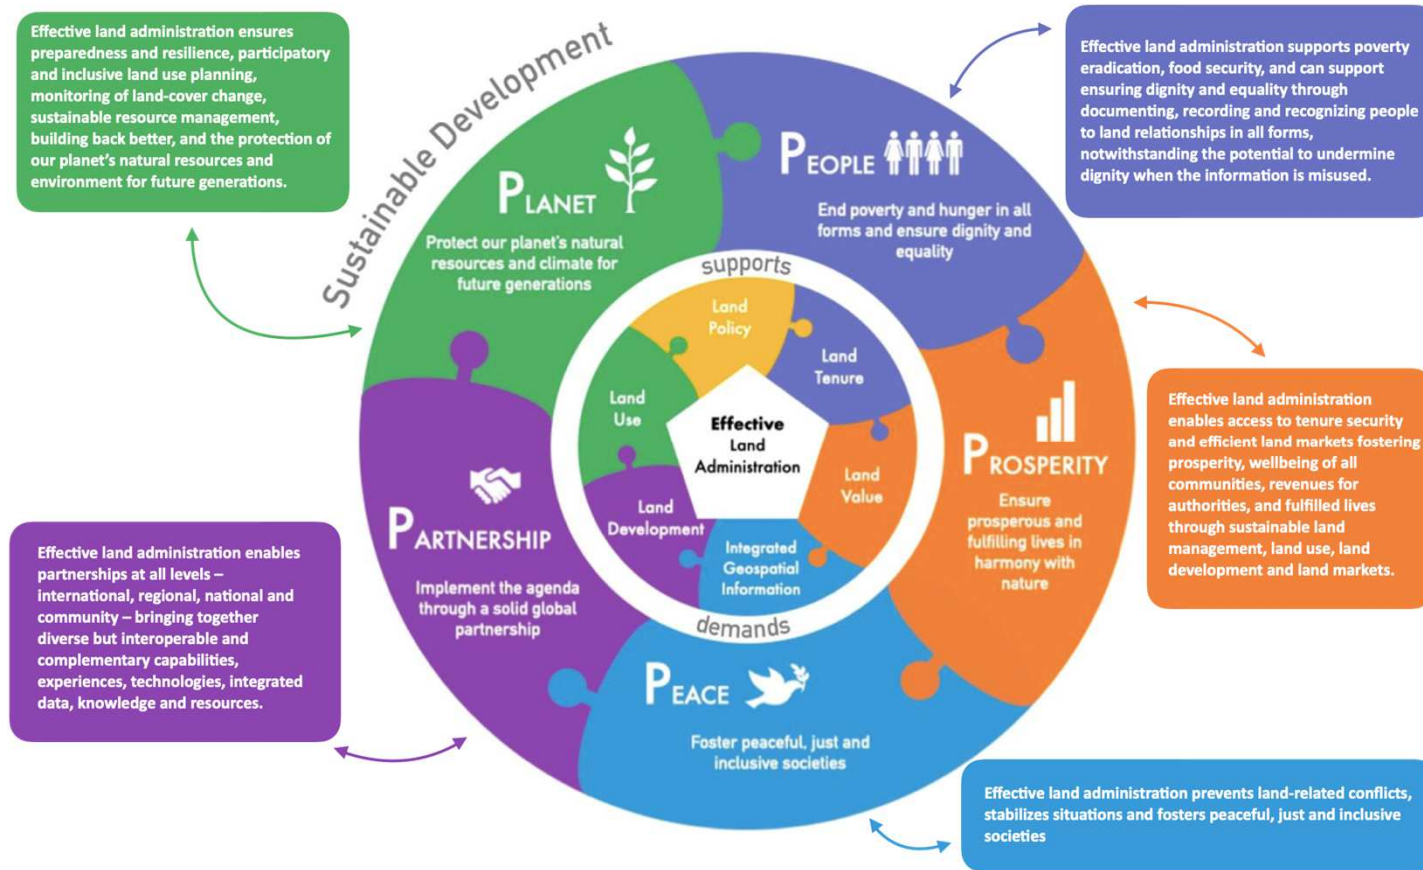 Effective land administration ensures
preparedness and resilience, participatory
and inclusive land use planning,
monitoring of land-cover change,
sustainable resource management,
building back better, and the protection of
our planet's natural resources and
environment for future generations.
Sustainable Development
Effective land administration supports poverty
eradication, food security, and can support
ensuring dignity and equality through
documenting, recording and recognizing people
to land relationships in all forms,
notwithstanding the potential to undermine
dignity when the information is misused.
PLANET
Protect our planet's natural
resources and climate for
future generations
PEOPLE
End poverty and hunger in all
forms and ensure dignity and
equality
supports
Land
Policy
Land
Tenure
Land
Use
Effective
Land
Administration
Land
Value
Land
Development
Integrated
Geospatial
Information
demands
PROSPERITY
Ensure
prosperous and
fulfilling lives in
harmony with
nature
Effective land administration
enables access to tenure security
and efficient land markets fostering
prosperity, wellbeing of all
communities, revenues for
authorities, and fulfilled lives
through sustainable land
management, land use, land
development and land markets.
PARTNERSHIP
Implement the agenda
through a solid global
partnership
Effective land administration enables
partnerships at all levels –
international, regional, national and
community – bringing together
diverse but interoperable and
complementary capabilities,
experiences, technologies, integrated
data, knowledge and resources.
PEACE
Foster peaceful, just and
inclusive societies
Effective land administration prevents land-related conflicts,
stabilizes situations and fosters peaceful, just and inclusive
societies